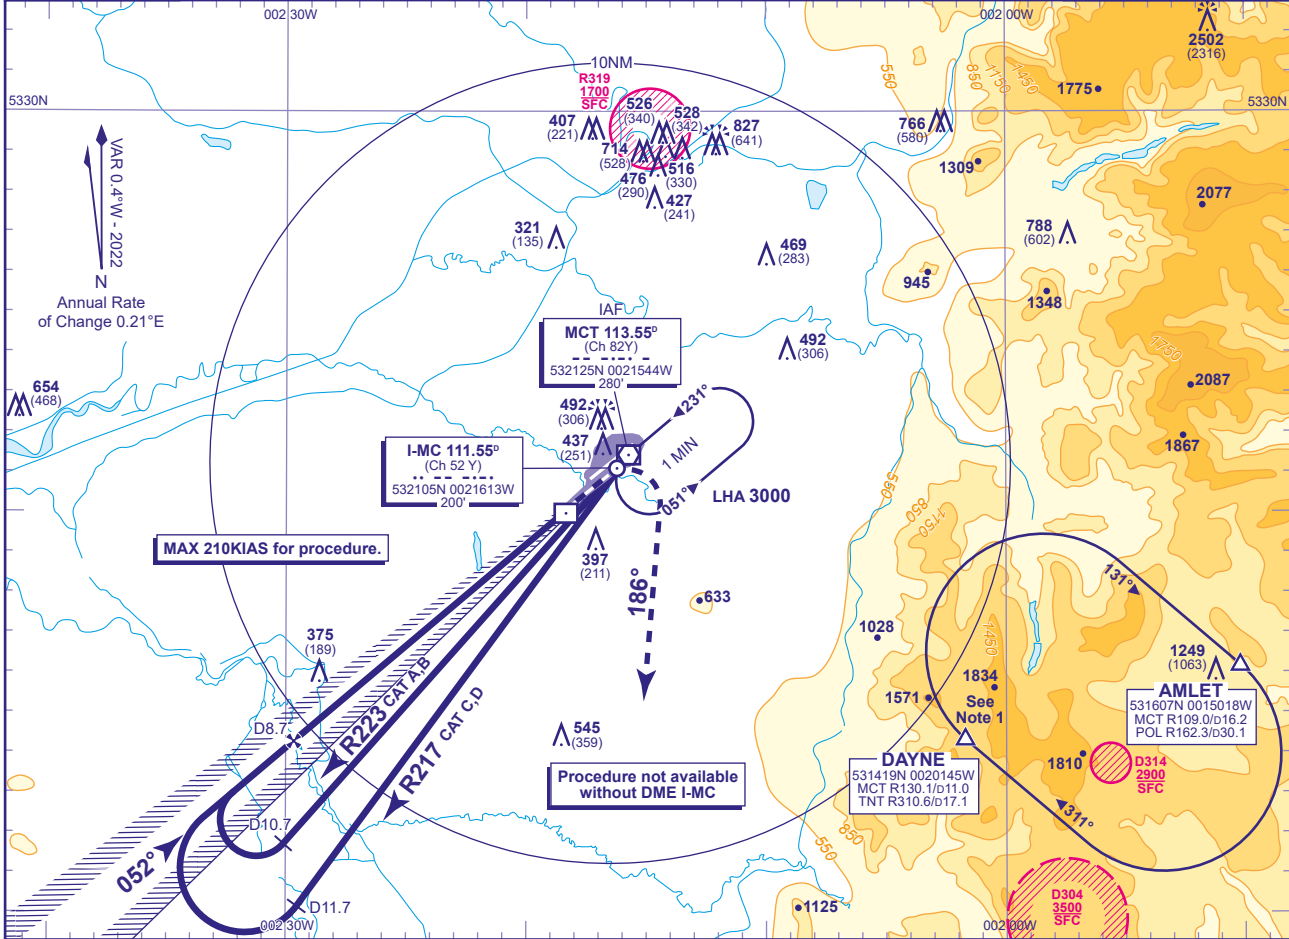 002 30W
002 00W
2502
(2316)
550
850
1150
1450
10NM
R319
1700
SFC
1775
5330N
5330N
526
(340)
528
(342)
407
(221)
827
(641)
766
(580)
714
(528)
516
(330)
476
(290)
427
(241)
1309
VAR 0.4°W - 2022
N
Annual Rate
of Change 0.21°E
2077
321
(135)
469
(283)
788
(602)
945
1348
IAF
MCT 113.55ᴰ
(Ch 82Y)
532125N 0021544W
280'
492
(306)
1750
2087
654
(468)
492
(306)
231°
437
(251)
1 MIN
1867
I-MC 111.55ᴰ
(Ch 52 Y)
532105N 0021613W
200'
051°
LHA 3000
550
850
1150
MAX 210KIAS for procedure.
397
(211)
186°
633
131°
1028
1450
375
(189)
1249
(1063)
R223 CAT A,B
1571
1834
See
Note 1
AMLET
531607N 0015018W
MCT R109.0/D16.2
POL R162.3/D30.1
D8.7
R217 CAT C,D
545
(359)
DAYNE
531419N 0020145W
MCT R130.1/D11.0
TNT R310.6/D17.1
1810
D314
2900
SFC
Procedure not available
without DME I-MC
311°
D10.7
052°
850
550
D11.7
1125
D304
3500
SFC
002 30W
002 00W